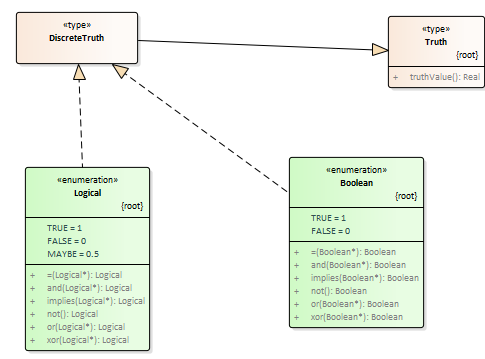 «type»
DiscreteTruth
«type»
Truth
{root}
+ truthValue(): Real
«enumeration»
Logical
{root}
TRUE = 1
FALSE = 0
MAYBE = 0.5
+ =(Logical*): Logical
+ and(Logical*): Logical
+ implies(Logical*): Logical
+ not(): Logical
+ or(Logical*): Logical
+ xor(Logical*): Logical
«enumeration»
Boolean
{root}
TRUE = 1
FALSE = 0
+ =(Boolean*): Boolean
+ and(Boolean*): Boolean
+ implies(Boolean*): Boolean
+ not(): Boolean
+ or(Boolean*): Boolean
+ xor(Boolean*): Boolean